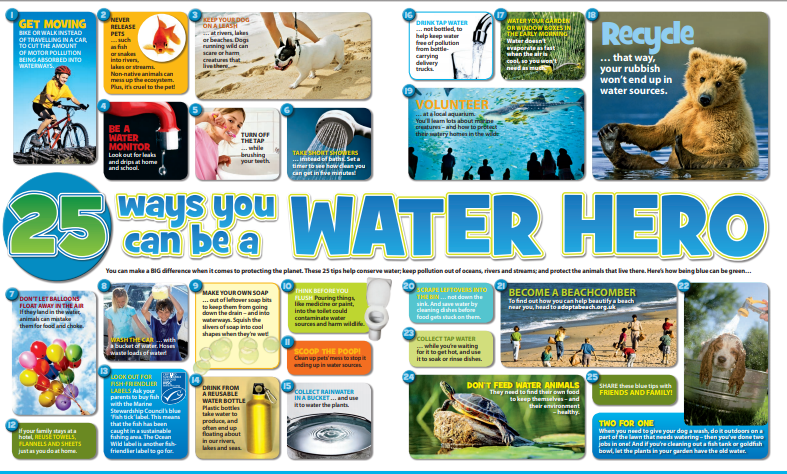 1
GET MOVING
BIKE OR WALK INSTEAD
OF TRAVELLING IN A CAR,
TO CUT THE AMOUNT
OF MOTOR POLLUTION
BEING ABSORBED INTO
WATERWAYS.
2
NEVER
RELEASE
PETS
... such
as fish
or snakes
into rivers,
lakes or streams.
Non-native animals can
mess up the ecosystem.
Plus, it's cruel to the pet!
3
KEEP YOUR DOG
ON A LEASH
... at rivers, lakes
or beaches. Dogs
running wild can
scare or harm
creatures that
live there.
4
BE A
WATER
MONITOR
Look out for leaks
and drips at home
and school.
5
TURN OFF
THE TAP
... while
brushing
your teeth.
6
TAKE SHORT SHOWERS
... instead of baths. Set a
timer to see how clean you
can get in five minutes!
16
DRINK TAP WATER
... not bottled, to
help keep water
free of pollution
from bottle-
carrying
delivery
trucks.
17
WATER YOUR GARDEN
OR WINDOW BOXES IN
THE EARLY MORNING
Water doesn't
evaporate as fast
when the air is
cool, so you won't
need as much.
18
Recycle
... that way,
your rubbish
won't end up in
water sources.
19
VOLUNTEER
... at a local aquarium.
You'll learn lots about marine
creatures – and how to protect
their watery homes in the wild!
25 ways you
can be a
WATER HERO
You can make a BIG difference when it comes to protecting the planet. These 25 tips help conserve water; keep pollution out of oceans, rivers and streams; and protect the animals that live there. Here's how being blue can be green...
7
DON'T LET BALLOONS
FLOAT AWAY IN THE AIR
If they land in the water,
animals can mistake
them for food and choke.
8
WASH THE CAR ... with
a bucket of water. Hoses
waste loads of water!
9
MAKE YOUR OWN SOAP
... out of leftover soap bits
to keep them from going
down the drain – and into
waterways. Squish the
slivers of soap into cool
shapes when they're wet!
10
THINK BEFORE YOU
FLUSH Pouring things,
like medicine or paint,
into the toilet could
contaminate water
sources and harm wildlife.
11
SCOOP THE POOP!
Clean up pets' mess to stop it
ending up in water sources.
12
If your family stays at a
hotel, REUSE TOWELS,
FLANNELS AND SHEETS
just as you do at home.
13
LOOK OUT FOR
FISH-FRIENDLIER
LABELS Ask your
parents to buy fish
with the Marine
Stewardship Council's blue
'fish tick' label. This means
that the fish has been
caught in a sustainable
fishing area. The Ocean
Wild label is another fish-
friendlier label to go for.
MSC
14
DRINK FROM
A REUSABLE
WATER BOTTLE
Plastic bottles
take water to
produce, and
often end up
floating about
in our rivers,
lakes and seas.
15
COLLECT RAINWATER
IN A BUCKET ... and use
it to water the plants.
20
SCRAPE LEFTOVERS INTO
THE BIN ... not down the
sink. And save water by
cleaning dishes before
food gets stuck on them.
21
BECOME A BEACHCOMBER
To find out how you can help beautify a beach
near you, head to adoptabeach.org.uk
22
TWO FOR ONE
When you need to give your dog a wash, do it outdoors on a
part of the lawn that needs watering – then you've done two
jobs in one! And if you're cleaning out a fish tank or goldfish
bowl, let the plants in your garden have the old water.
23
COLLECT TAP WATER
... while you're waiting
for it to get hot, and use
it to soak or rinse dishes.
24
DON'T FEED WATER ANIMALS
They need to find their own food
to keep themselves – and
their environment
– healthy.
25
SHARE these blue tips with
FRIENDS AND FAMILY!